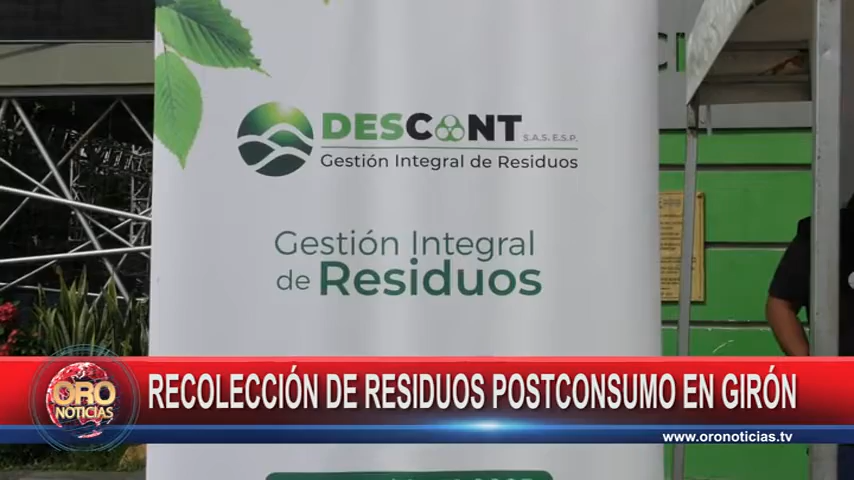 DESCONT
S.A.S. E.S.P.
Gestión Integral de Residuos
Gestión Integral
de Residuos
ORO
NOTICIAS
RECOLECCIÓN DE RESIDUOS POSTCONSUMO EN GIRÓN
www.oronoticias.tv